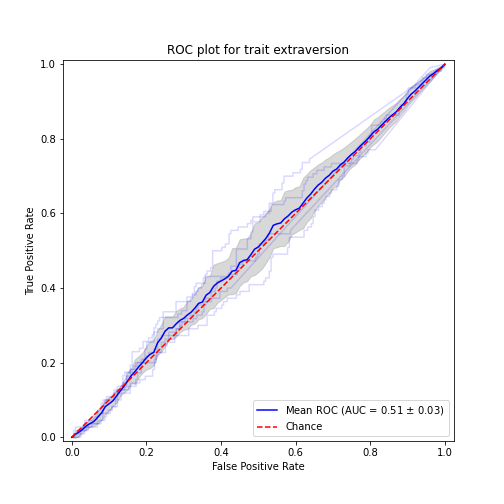 ROC plot for trait extraversion
True Positive Rate
1.0
0.8
0.6
0.4
0.2
0.0
0.0 0.2 0.4 0.6 0.8 1.0
False Positive Rate
Mean ROC (AUC = 0.51 ± 0.03)
Chance